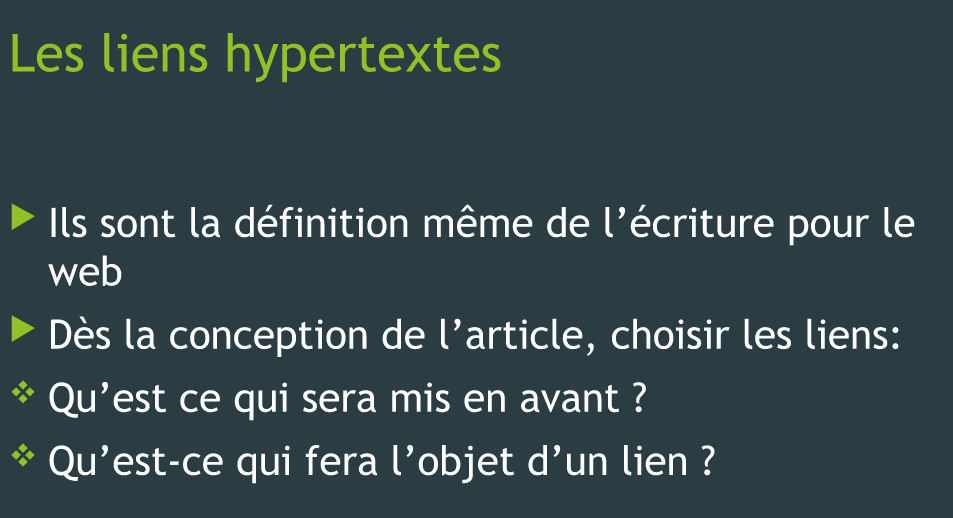 Les liens hypertextes
Ils sont la définition même de l’écriture pour le
web
Dès la conception de l’article, choisir les liens:
Qu’est ce qui sera mis en avant ?
Qu’est-ce qui fera l’objet d’un lien ?